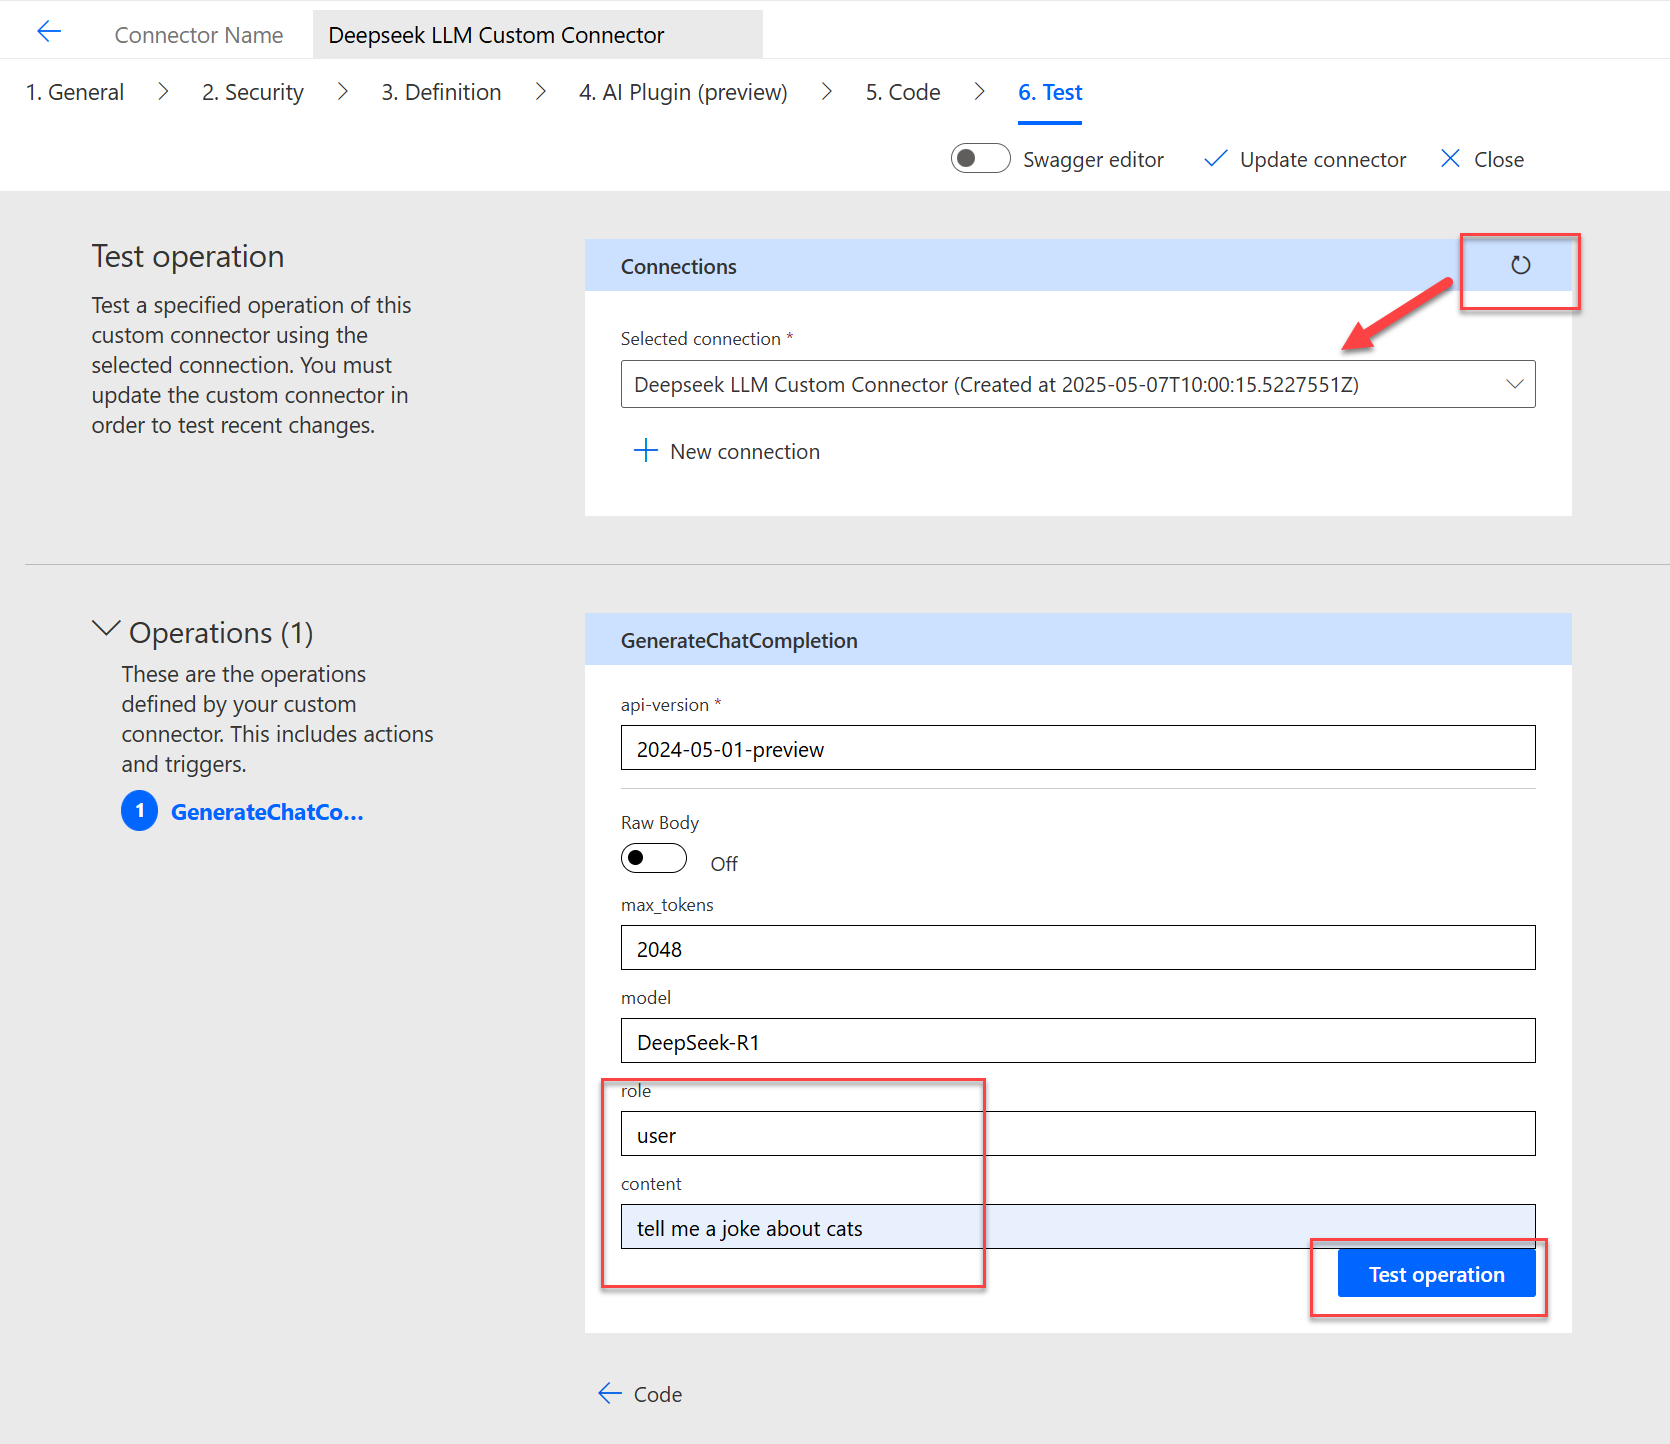 Connector Name
Deepseek LLM Custom Connector
1. General
2. Security
3. Definition
4. AI Plugin (preview)
5. Code
6. Test
Swagger editor
Update connector
Close
Test operation
Test a specified operation of this
custom connector using the
selected connection. You must
update the custom connector in
order to test recent changes.
Connections
Selected connection *
Deepseek LLM Custom Connector (Created at 2025-05-07T10:00:15.5227551Z)
New connection
Operations (1)
These are the operations
defined by your custom
connector. This includes actions
and triggers.
1 GenerateChatCo...
GenerateChatCompletion
api-version *
2024-05-01-preview
Raw Body
Off
max_tokens
2048
model
DeepSeek-R1
role
user
content
tell me a joke about cats
Test operation
Code